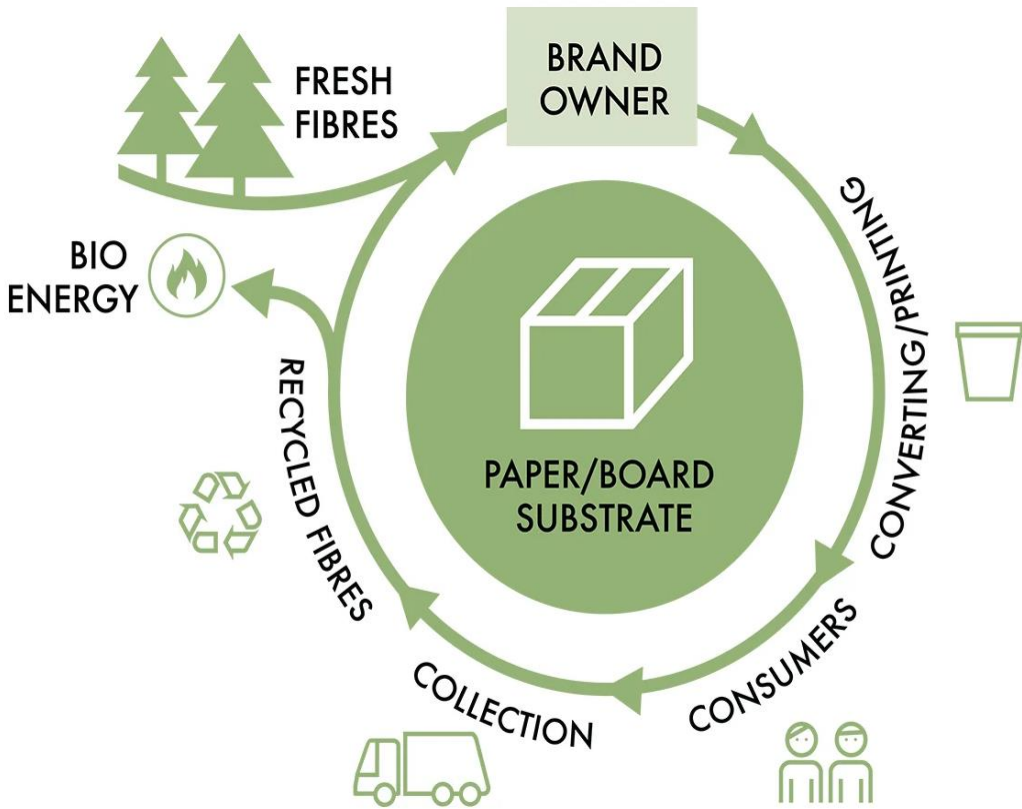 FRESH
FIBRES
BRAND
OWNER
CONVERTING/PRINTING
CONSUMERS
COLLECTION
RECYCLED FIBRES
BIO
ENERGY
PAPER/BOARD
SUBSTRATE